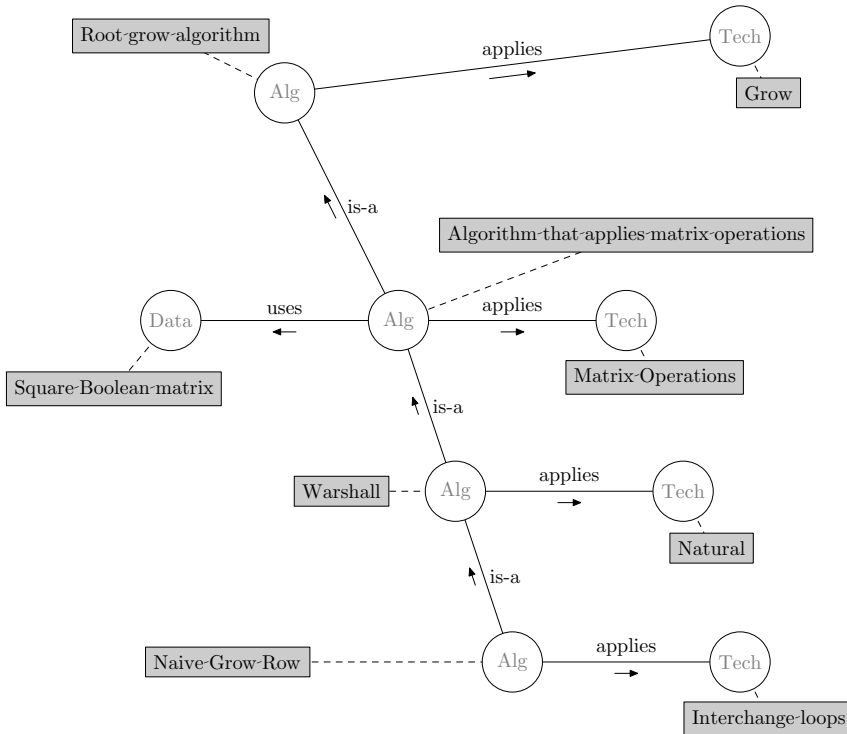 Root-grow-algorithm
Tech
applies
Alg
Grow
is-a
Algorithm-that-applies-matrix-operations
uses
applies
Data
Alg
Tech
Square-Boolean-matrix
Matrix-Operations
is-a
applies
Warshall
Alg
Tech
Natural
is-a
applies
Naive-Grow-Row
Alg
Tech
Interchange-loops